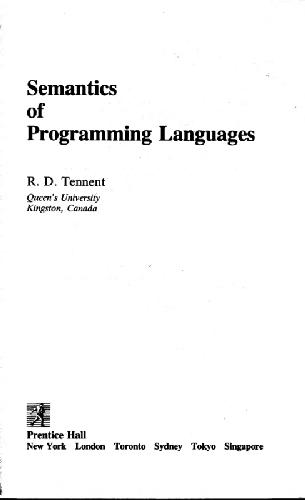 Semantics
of
Programming Languages
R. D. Tennent
Queen's University
Kingston, Canada
Prentice Hall
New York London Toronto Sydney Tokyo Singapore